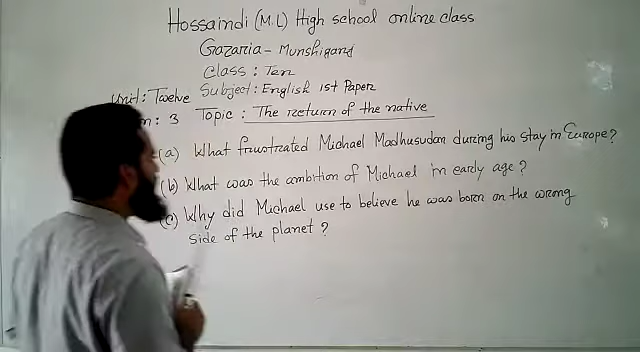 Hossaindi (M.L) High school online class
Gazaria - Munshigand
Class : Ten
Unit: Twelve Subject: English 1st Paper
n: 3 Topic : The return of the native
(a) What frustrated Michael Madhusudan during his stay in Europe?
(b) What was the ambition of Michael in early age ?
(c) Why did Michael use to believe he was born on the wrong
side of the planet ?